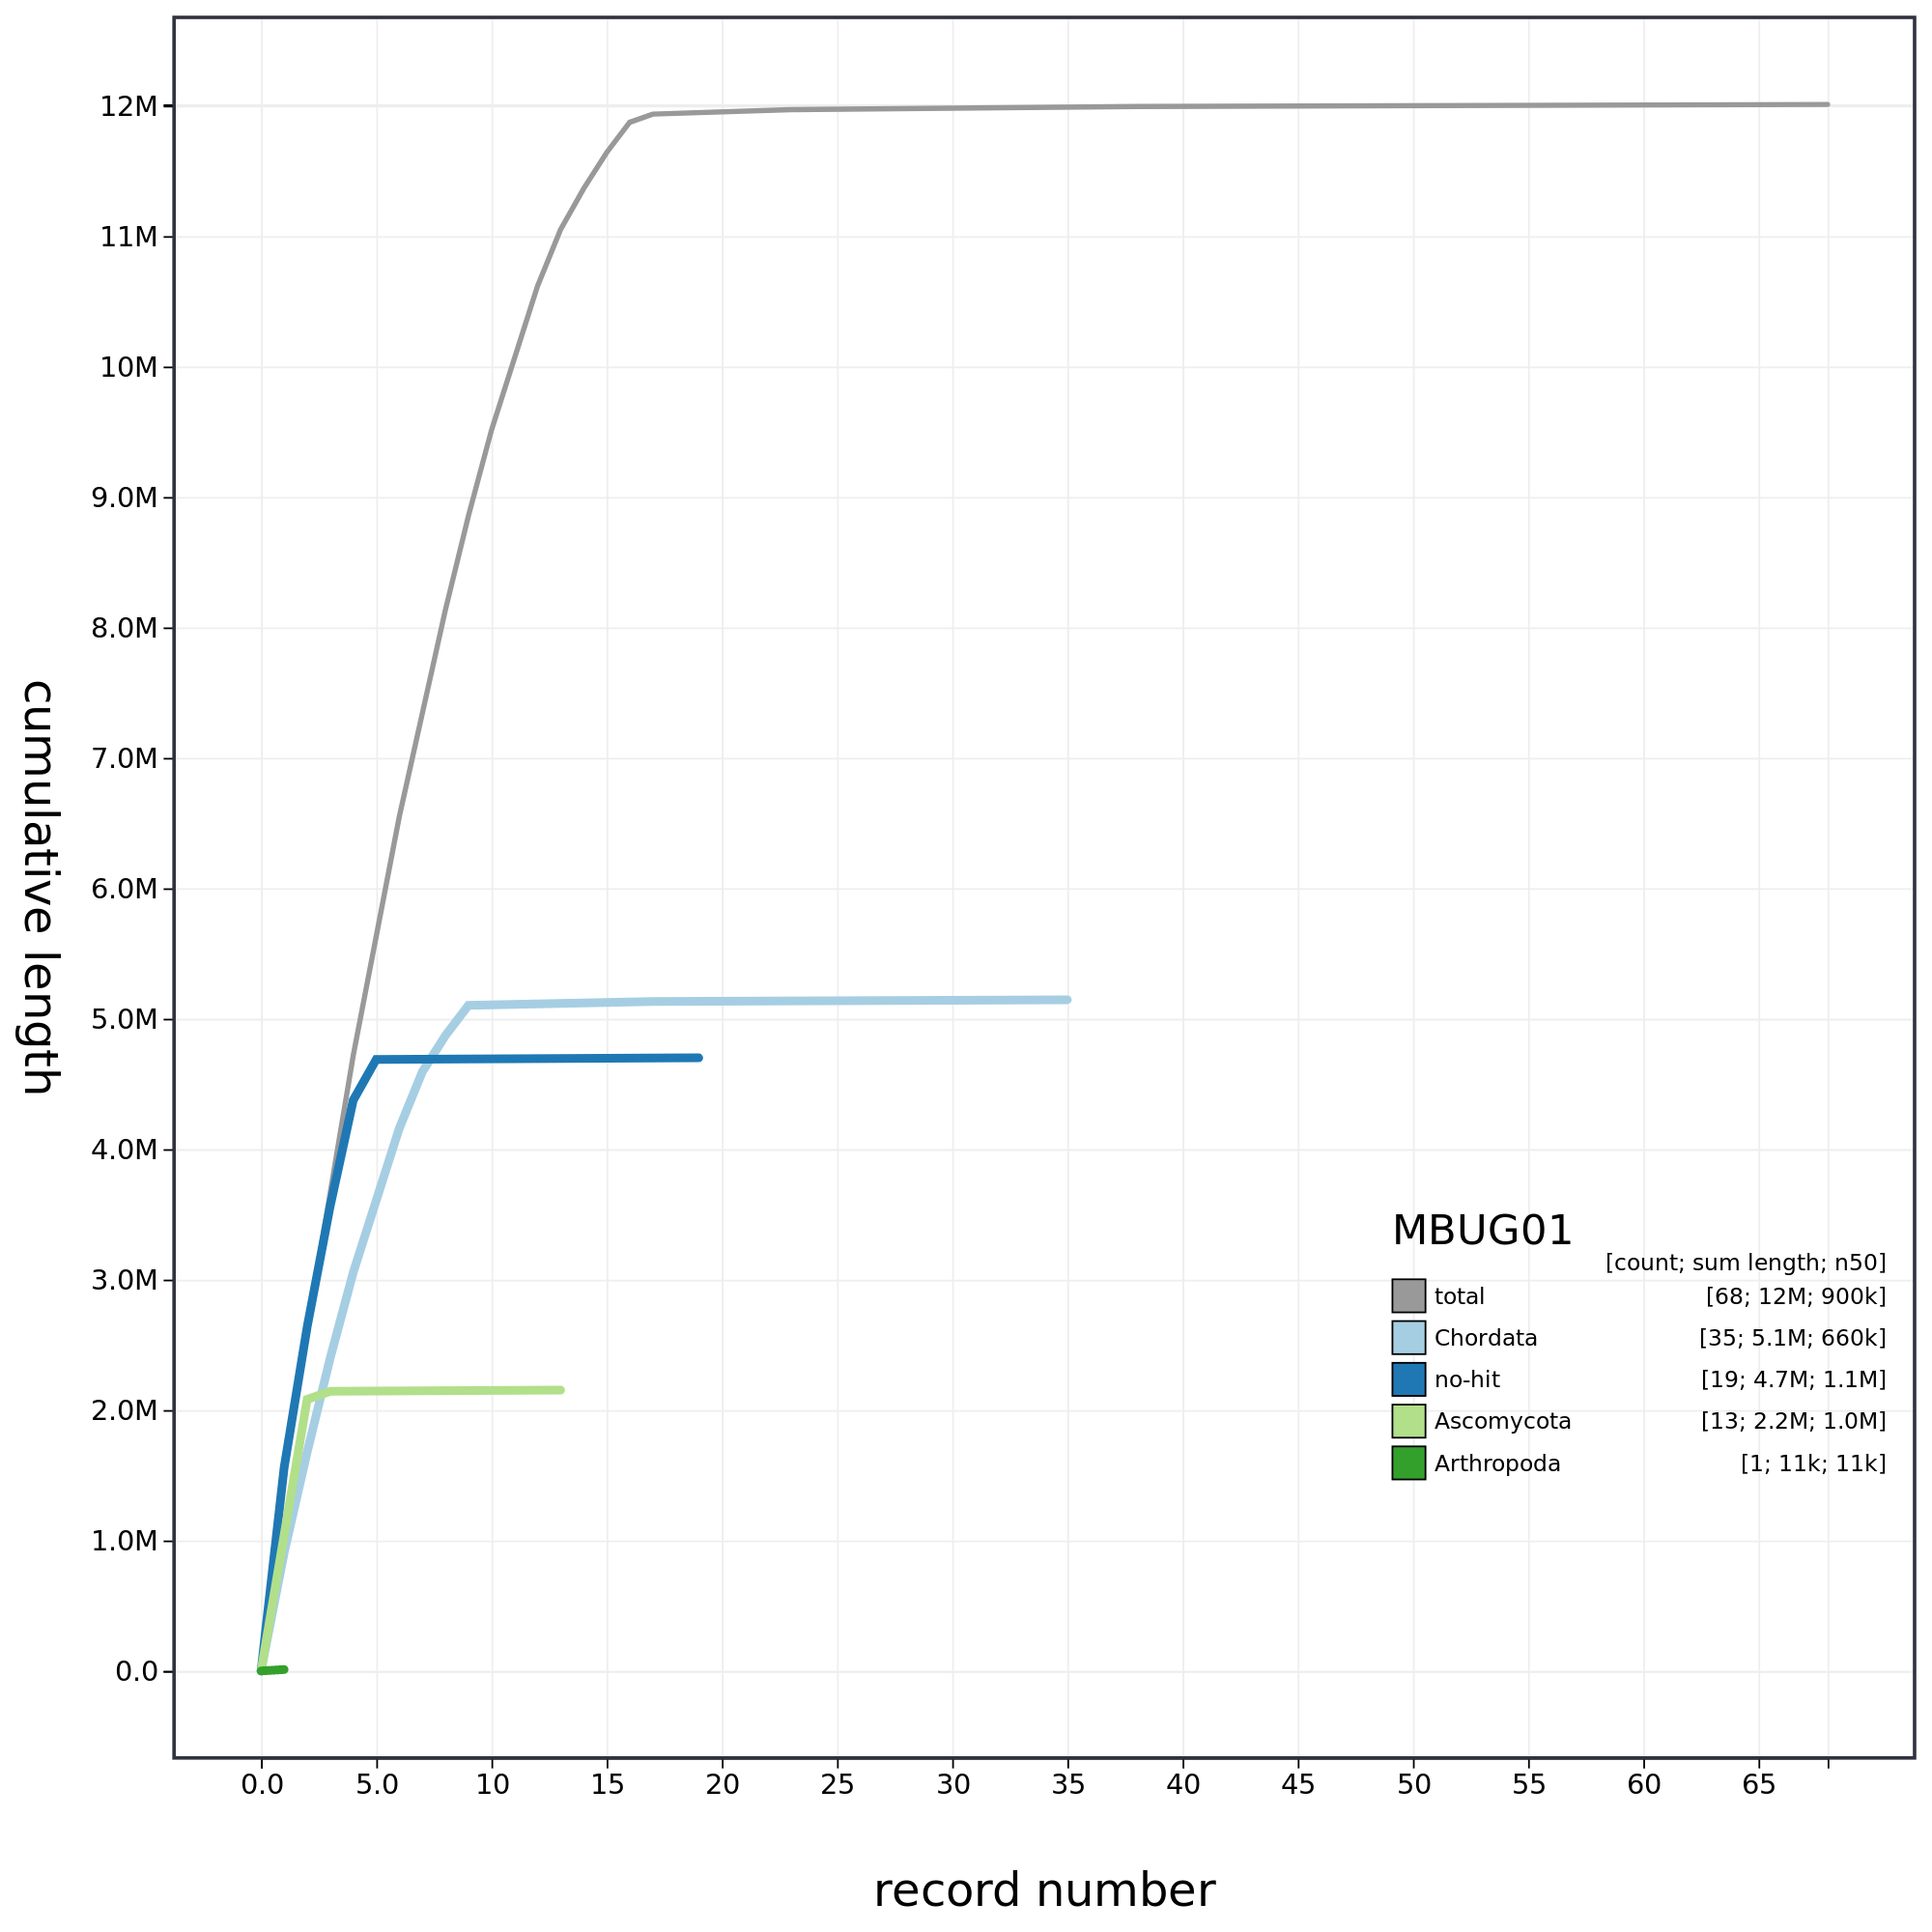 12M
11M
10M
9.0M
8.0M
7.0M
6.0M
5.0M
4.0M
3.0M
2.0M
1.0M
0.0
cumulative length
MBUG01
[count; sum length; n50]
total [68; 12M; 900k]
Chordata [35; 5.1M; 660k]
no-hit [19; 4.7M; 1.1M]
Ascomycota [13; 2.2M; 1.0M]
Arthropoda [1; 11k; 11k]
0.0 5.0 10 15 20 25 30 35 40 45 50 55 60 65
record number